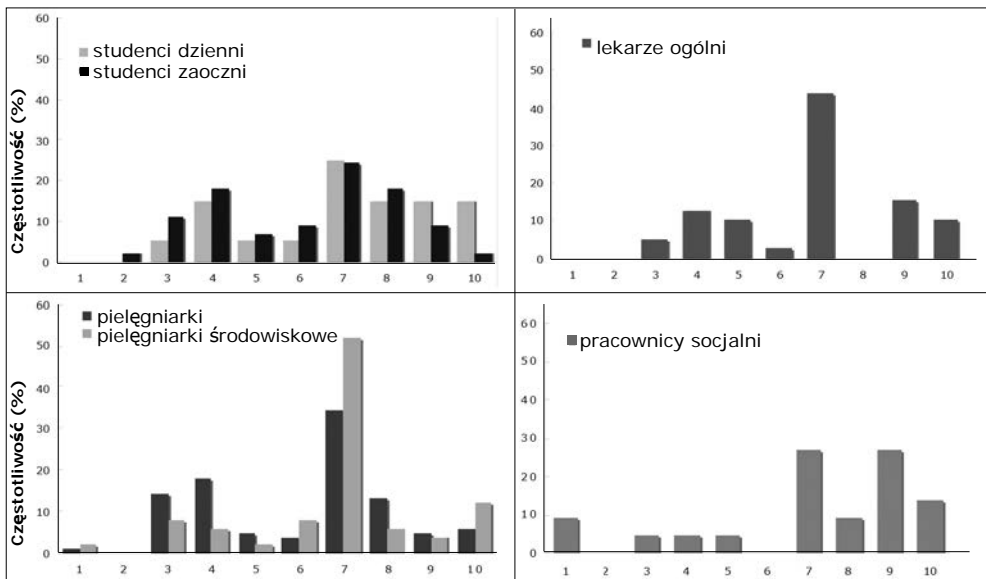 60
50
40
30
20
10
0
Częstotliwość (%)
studenci dzienni
studenci zaoczni
1 2 3 4 5 6 7 8 9 10
60
50
40
30
20
10
0
lekarze ogólni
1 2 3 4 5 6 7 8 9 10
60
50
40
30
20
10
0
Częstotliwość (%)
pielęgniarki
pielęgniarki środowiskowe
1 2 3 4 5 6 7 8 9 10
60
50
40
30
20
10
0
pracownicy socjalni
1 2 3 4 5 6 7 8 9 10